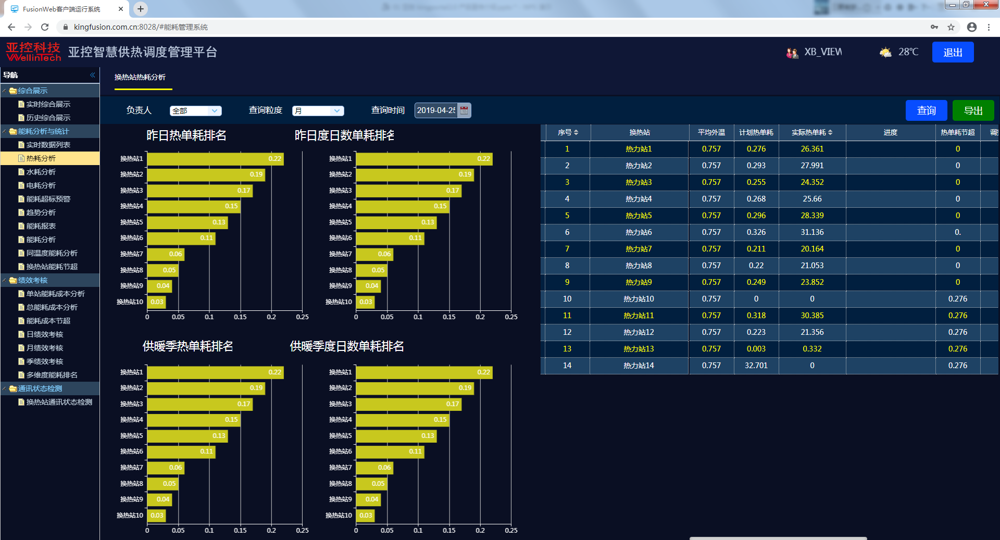 FusionWeb客户端运行系统
kingfusion.com.cn:8028/#能耗管理系统
亚控科技
WellinTech
亚控智慧供热调度管理平台
XB_VIEW
28℃
退出
导航
综合展示
实时综合展示
历史综合展示
能耗分析与统计
实时数据列表
热耗分析
水耗分析
电耗分析
能耗超标预警
趋势分析
能耗报表
能耗分析
同温度能耗分析
换热站能耗节超
绩效考核
单站能耗成本分析
总能耗成本分析
能耗成本节超
日绩效考核
月绩效考核
季绩效考核
多维度能耗排名
通讯状态检测
换热站通讯状态检测
换热站热耗分析
负责人 全部 查询粒度 月 查询时间 2019-04-25 查询 导出
昨日热单耗排名
换热站1 0.22
换热站2 0.19
换热站3 0.17
换热站4 0.15
换热站5 0.13
换热站6 0.11
换热站7 0.06
换热站8 0.05
换热站9 0.04
换热站10 0.03
0 0.05 0.1 0.15 0.2 0.25
昨日度日数单耗排名
换热站1 0.22
换热站2 0.19
换热站3 0.17
换热站4 0.15
换热站5 0.13
换热站6 0.11
换热站7 0.06
换热站8 0.05
换热站9 0.04
换热站10 0.03
0 0.05 0.1 0.15 0.2 0.25
供暖季热单耗排名
换热站1 0.22
换热站2 0.19
换热站3 0.17
换热站4 0.15
换热站5 0.13
换热站6 0.11
换热站7 0.06
换热站8 0.05
换热站9 0.04
换热站10 0.03
0 0.05 0.1 0.15 0.2 0.25
供暖季度日数单耗排名
换热站1 0.22
换热站2 0.19
换热站3 0.17
换热站4 0.15
换热站5 0.13
换热站6 0.11
换热站7 0.06
换热站8 0.05
换热站9 0.04
换热站10 0.03
0 0.05 0.1 0.15 0.2 0.25
序号 换热站 平均外温 计划热单耗 实际热单耗 进度 热单耗节超
1 热力站1 0.757 0.276 26.361 0
2 热力站2 0.757 0.293 27.991 0
3 热力站3 0.757 0.255 24.352 0
4 热力站4 0.757 0.268 25.66 0
5 热力站5 0.757 0.296 28.339 0
6 热力站6 0.757 0.326 31.136 0.
7 热力站7 0.757 0.211 20.164 0
8 热力站8 0.757 0.22 21.053 0
9 热力站9 0.757 0.249 23.852 0
10 热力站10 0.757 0 0 0.276
11 热力站11 0.757 0.318 30.385 0.276
12 热力站12 0.757 0.223 21.356 0.276
13 热力站13 0.757 0.003 0.332 0.276
14 热力站14 0.757 32.701 0 0.276